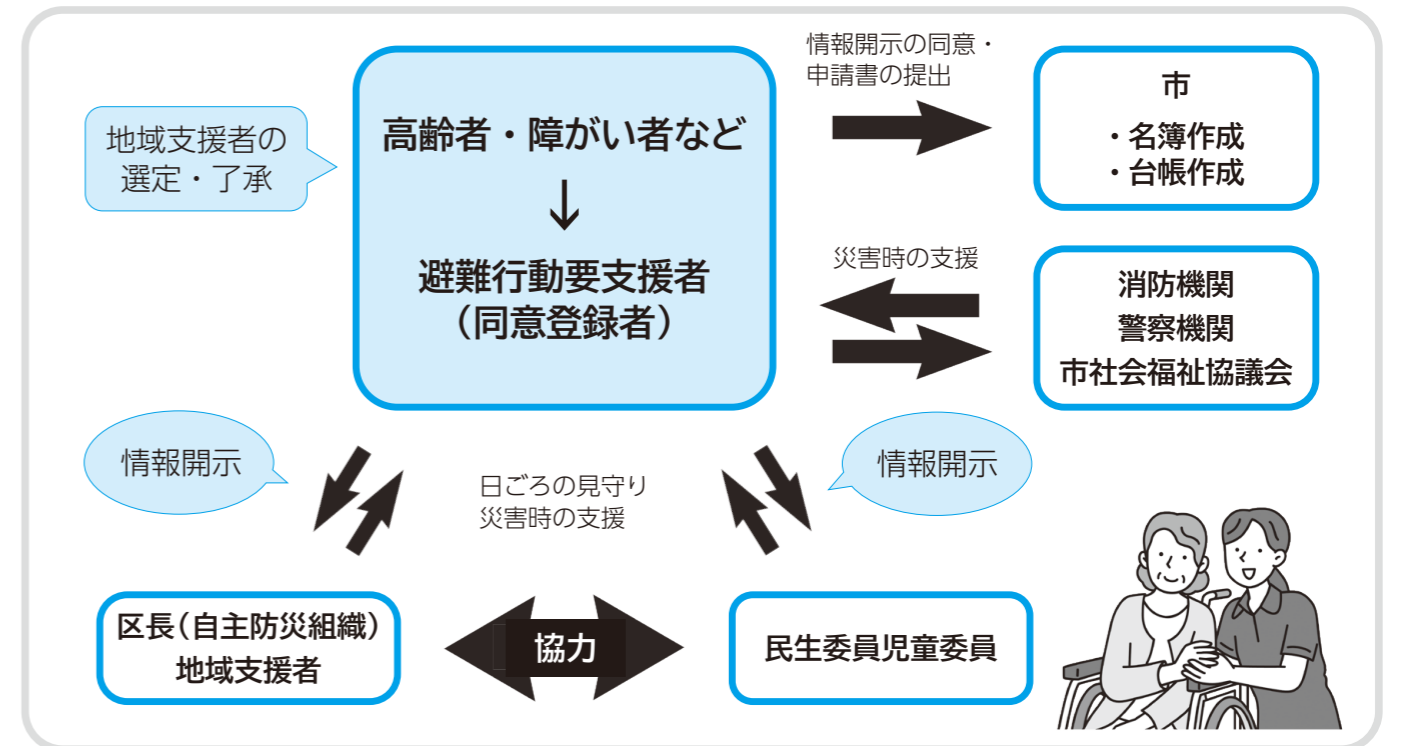 地域支援者の
選定・了承
高齢者・障がい者など
↓
避難行動要支援者
（同意登録者）
情報開示の同意・
申請書の提出
市
・名簿作成
・台帳作成
災害時の支援
消防機関
警察機関
市社会福祉協議会
情報開示
日ごろの見守り
災害時の支援
情報開示
区長（自主防災組織）
地域支援者
協力
民生委員児童委員